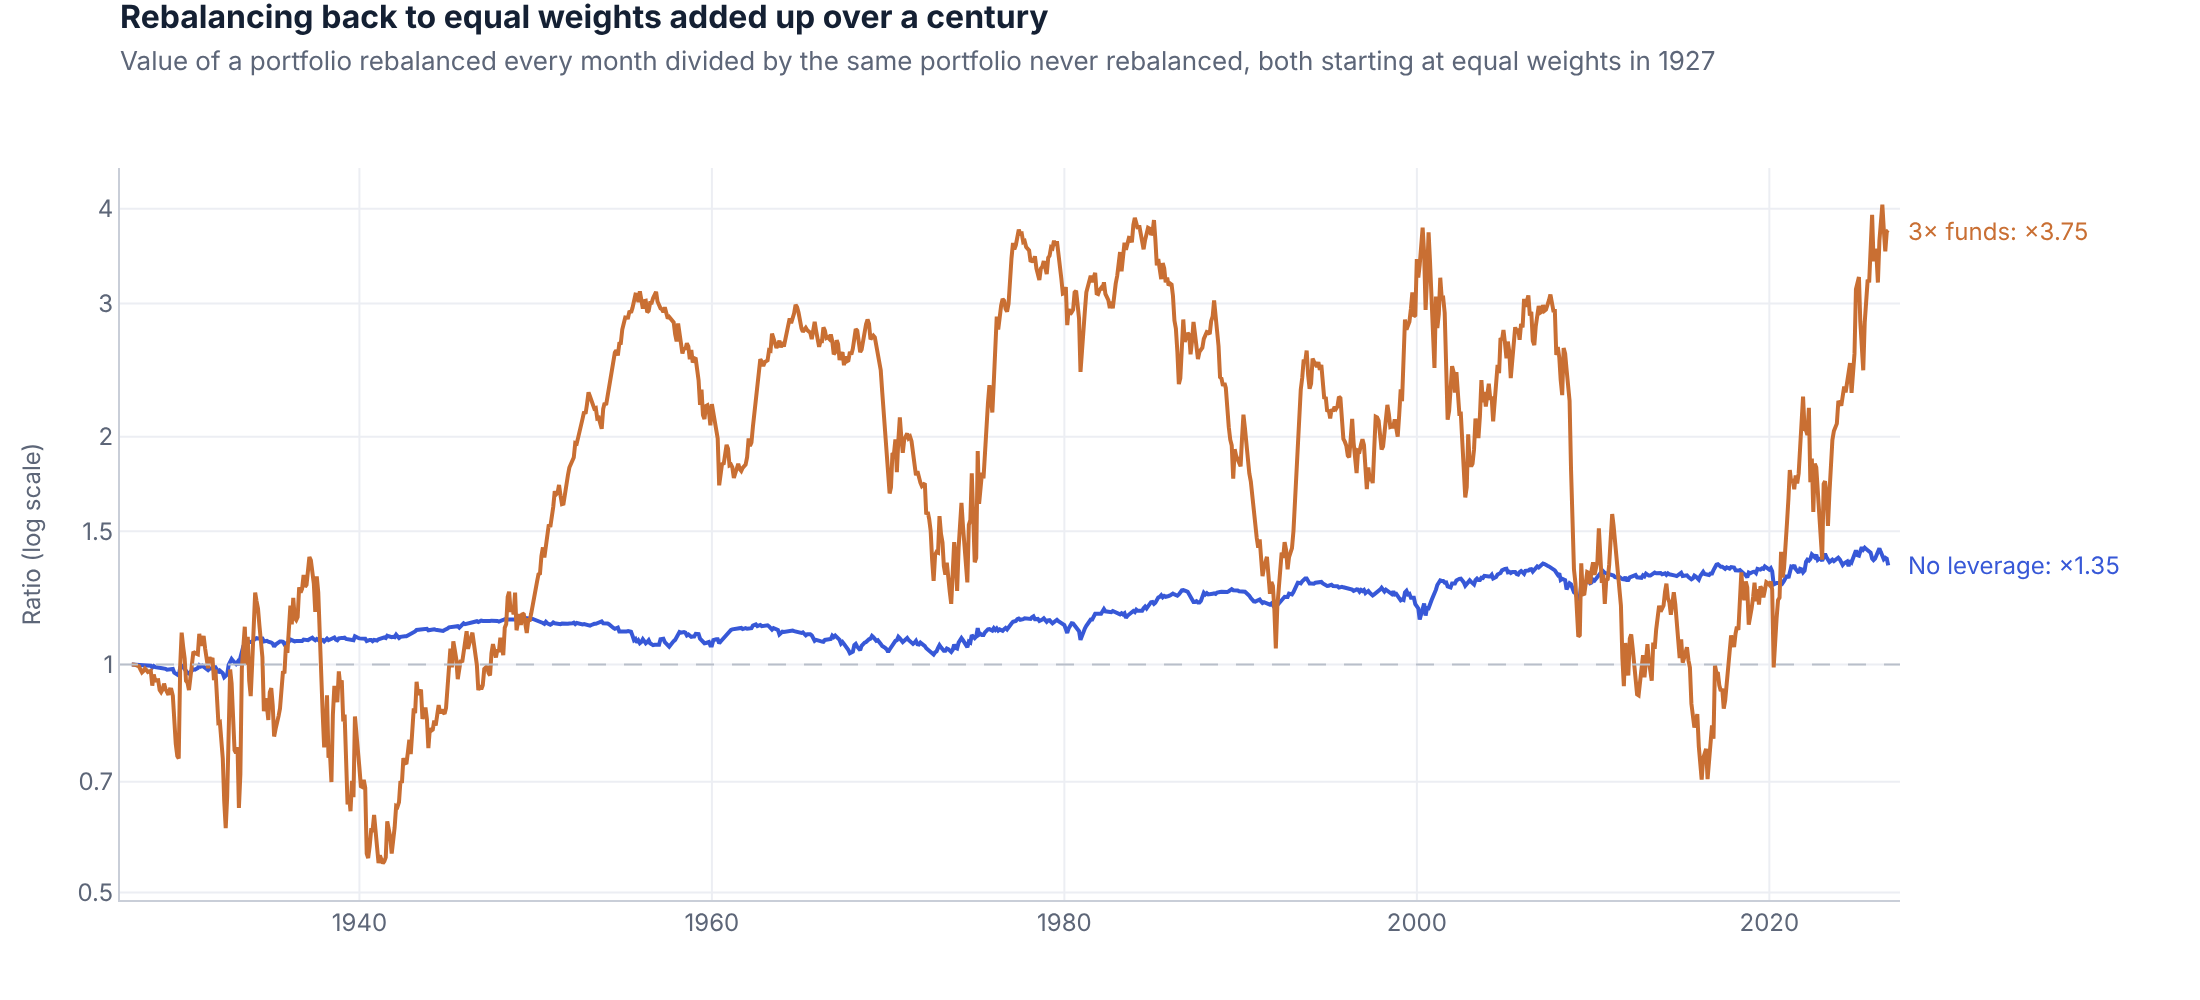 Rebalancing back to equal weights added up over a century
Value of a portfolio rebalanced every month divided by the same portfolio never rebalanced, both starting at equal weights in 1927
Ratio (log scale)
4
3
2
1.5
1
0.7
0.5
1940
1960
1980
2000
2020
3× funds: ×3.75
No leverage: ×1.35